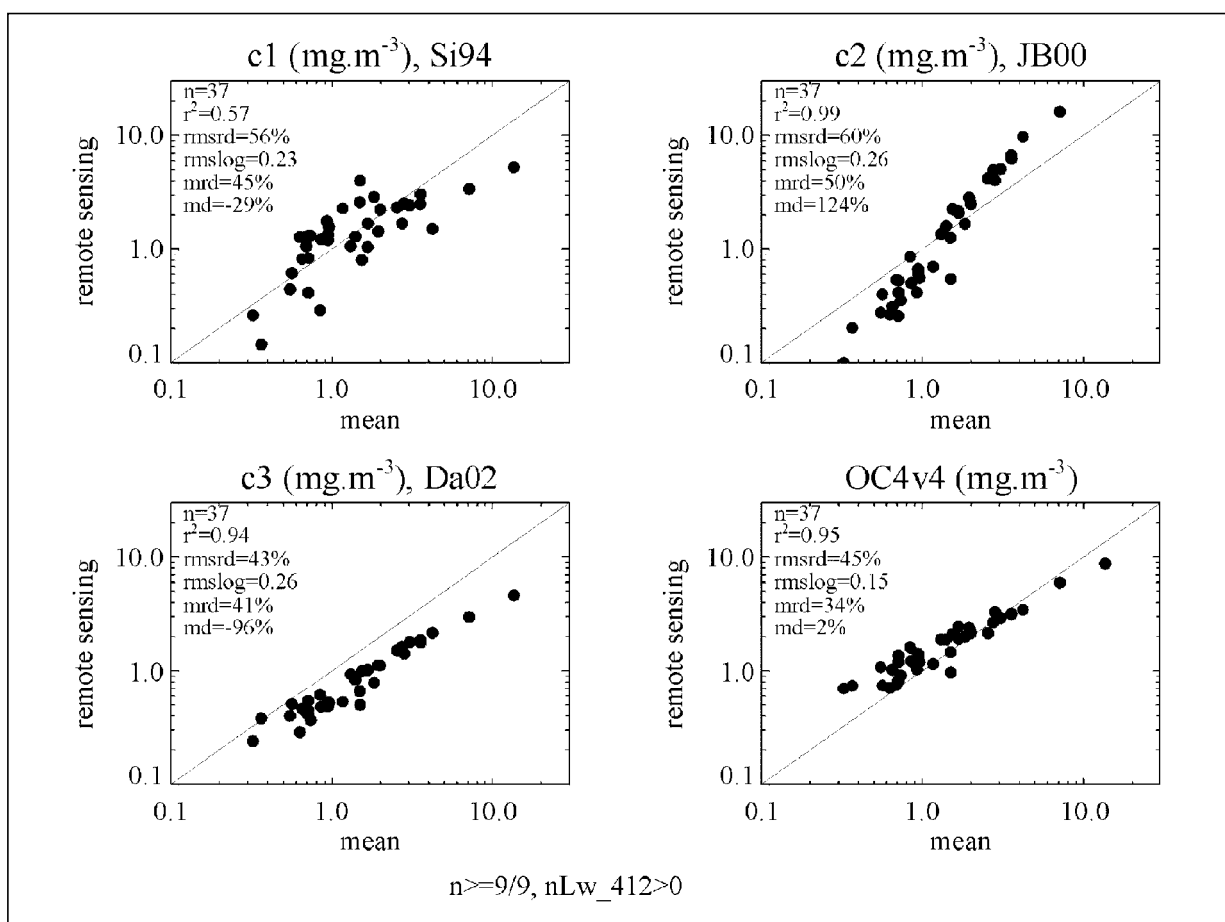 c1 (mg.m-3), Si94
n=37
r2=0.57
rmsrd=56%
rmslog=0.23
mrd=45%
md=-29%
10.0
1.0
0.1
remote sensing
0.1 1.0 10.0
mean
c2 (mg.m-3), JB00
n=37
r2=0.99
rmsrd=60%
rmslog=0.26
mrd=50%
md=124%
10.0
1.0
0.1
remote sensing
0.1 1.0 10.0
mean
c3 (mg.m-3), Da02
n=37
r2=0.94
rmsrd=43%
rmslog=0.26
mrd=41%
md=-96%
10.0
1.0
0.1
remote sensing
0.1 1.0 10.0
mean
OC4v4 (mg.m-3)
n=37
r2=0.95
rmsrd=45%
rmslog=0.15
mrd=34%
md=2%
10.0
1.0
0.1
remote sensing
0.1 1.0 10.0
mean
n>=9/9, nLw_412>0